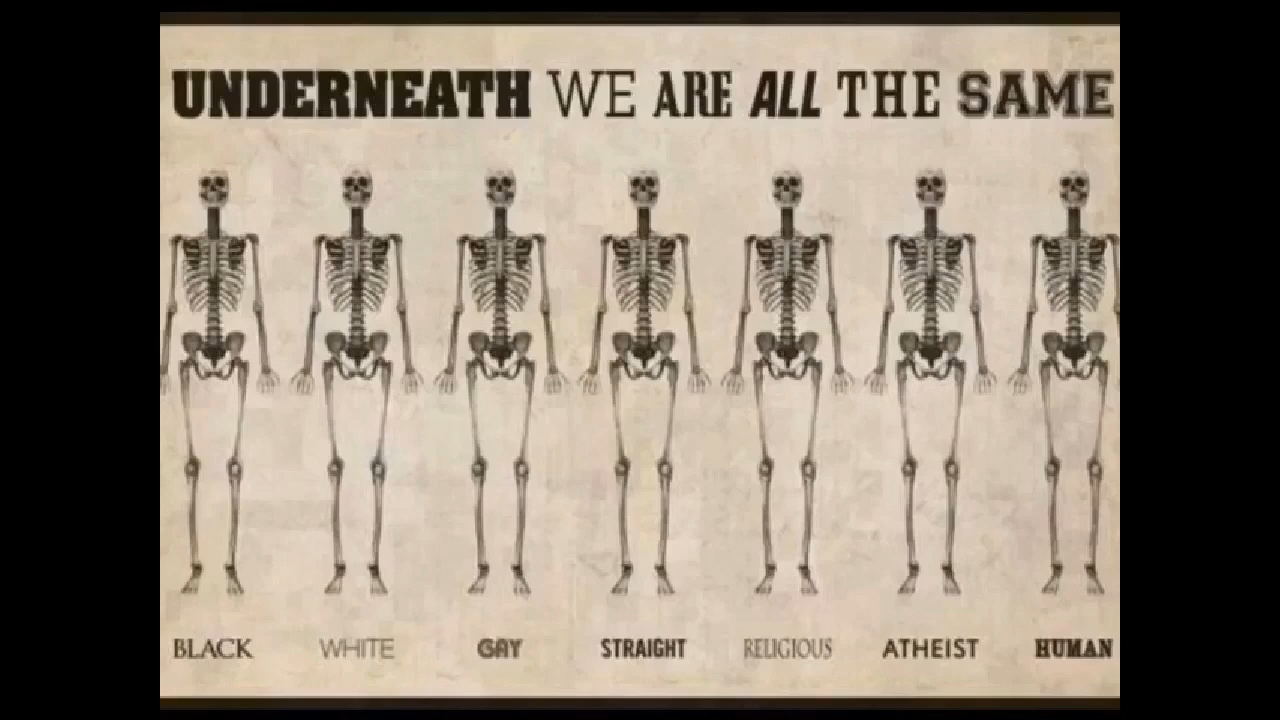 UNDERNEATH WE ARE ALL THE SAME
BLACK WHITE GAY STRAIGHT RELIGIOUS ATHEIST HUMAN